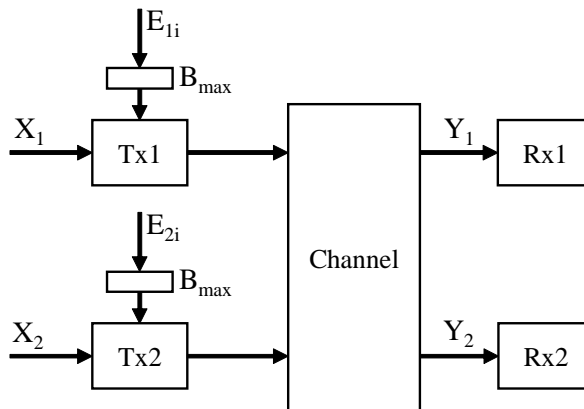 E1i
Bmax
X1
Tx1
Y1
Rx1
E2i
Bmax
Channel
X2
Tx2
Y2
Rx2